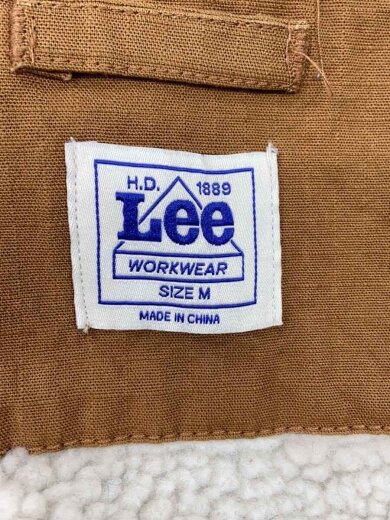 H.D. 1889
Lee
WORKWEAR
SIZE M
MADE IN CHINA